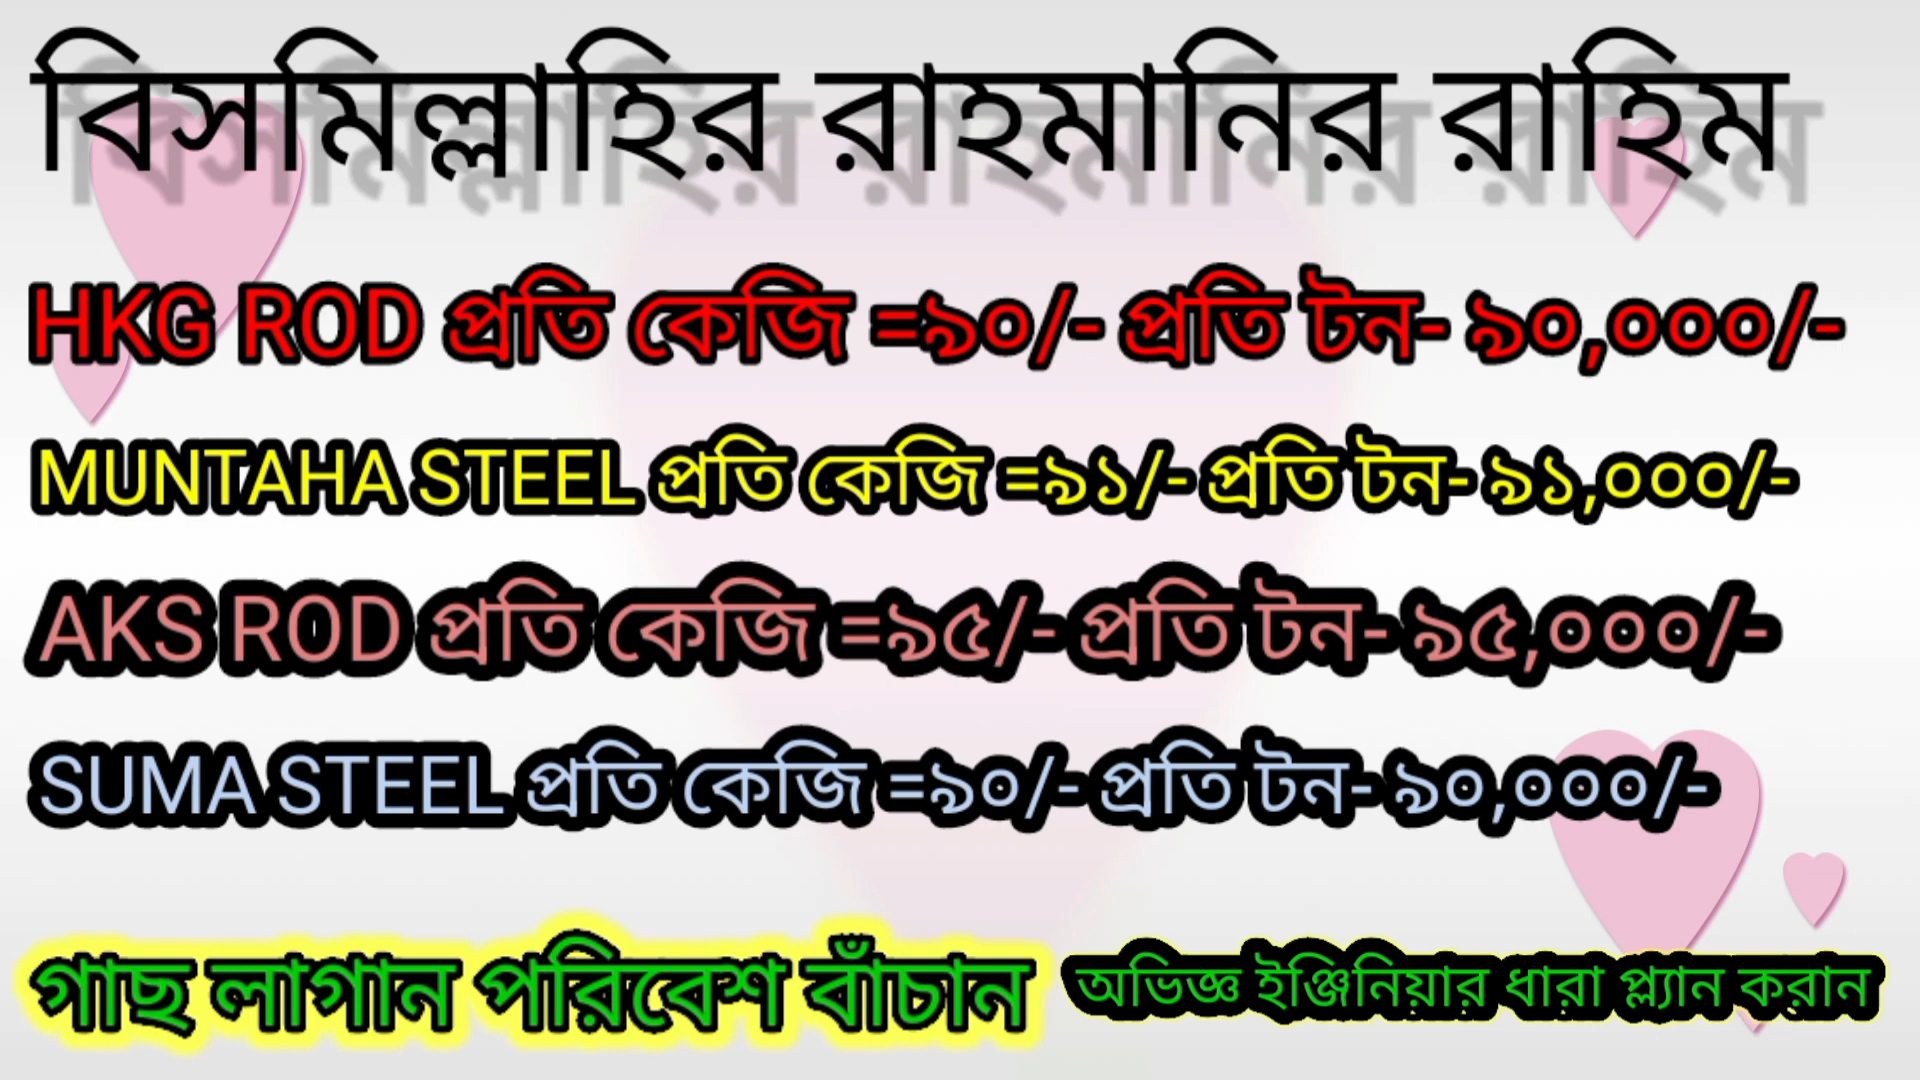 বিসমিল্লাহির রাহমানির রাহিম
HKG ROD প্রতি কেজি =৯০/- প্রতি টন- ৯০,০০০/-
MUNTAHA STEEL প্রতি কেজি =৯১/- প্রতি টন- ৯১,০০০/-
AKS ROD প্রতি কেজি =৯৫/- প্রতি টন- ৯৫,০০০/-
SUMA STEEL প্রতি কেজি =৯০/- প্রতি টন- ৯০,০০০/-
গাছ লাগান পরিবেশ বাঁচান অভিজ্ঞ ইঞ্জিনিয়ার ধারা প্ল্যান করান